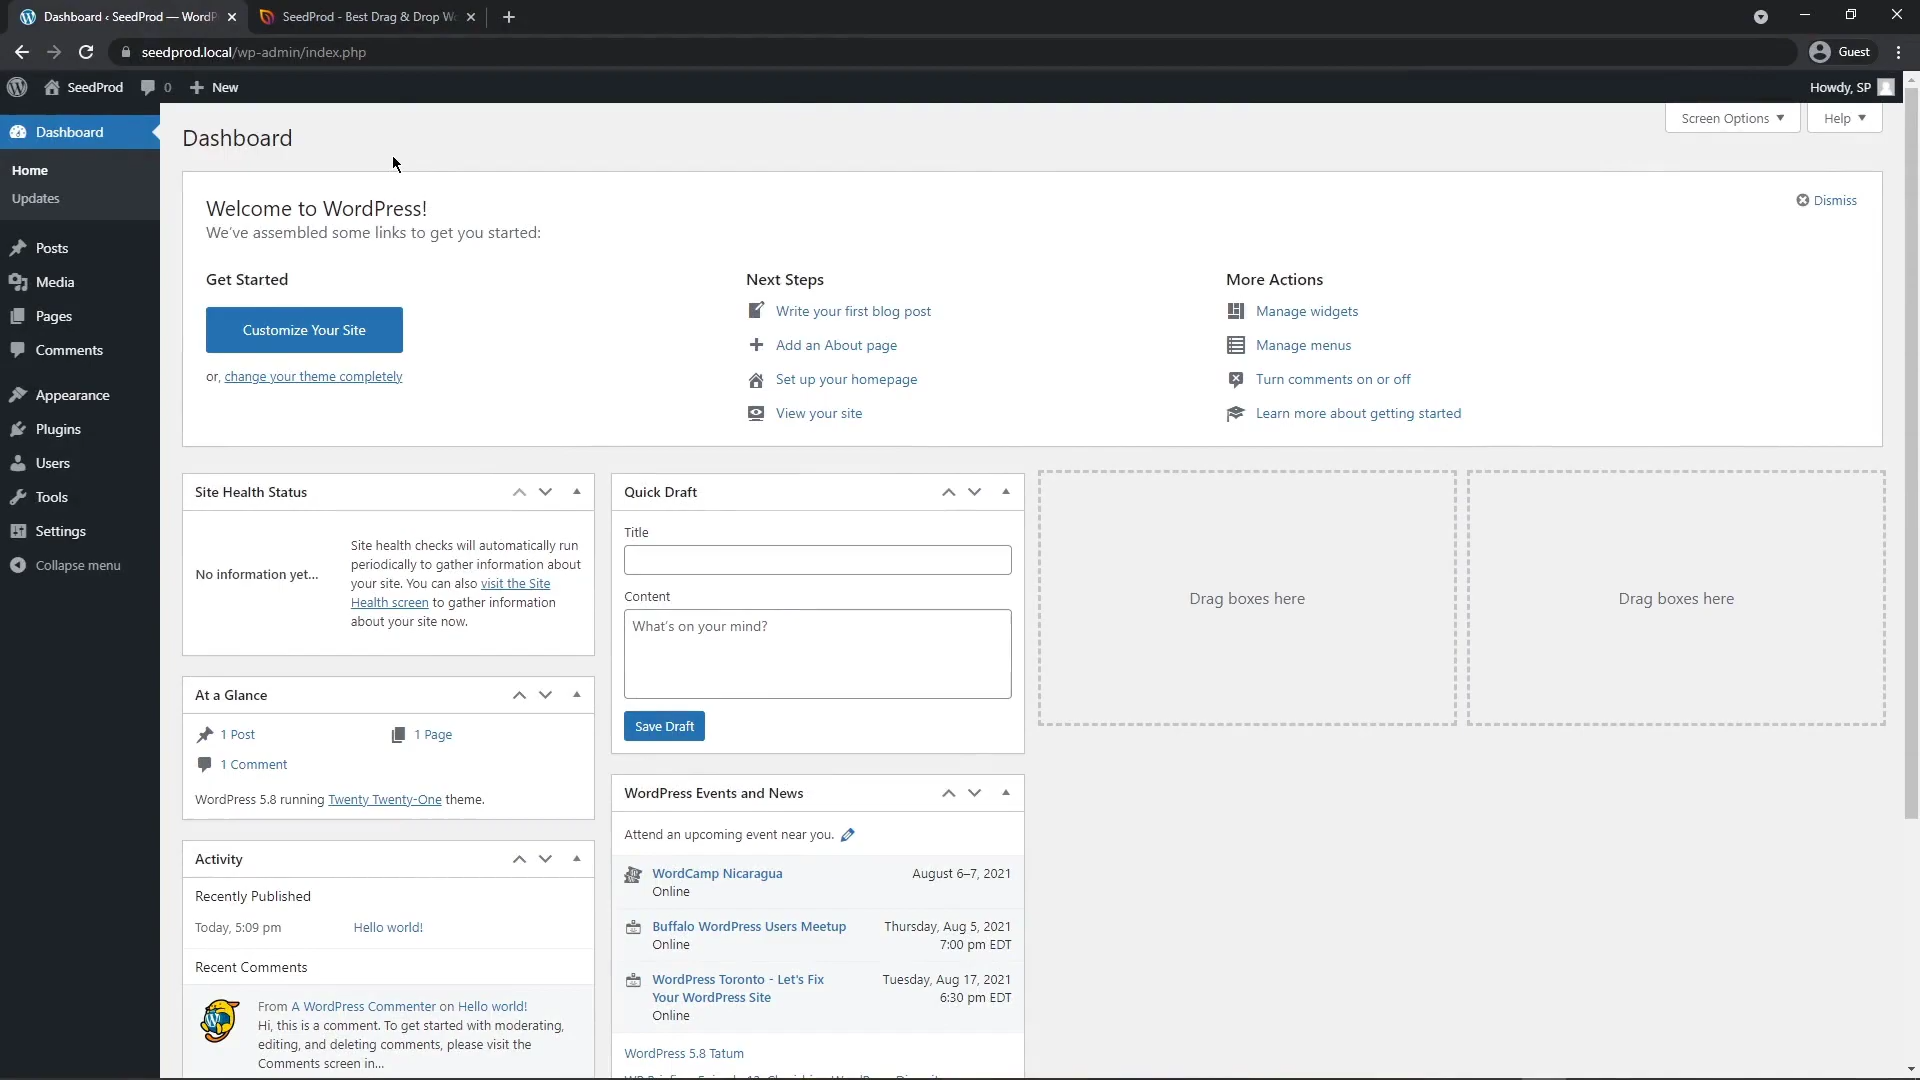 Dashboard ‹ SeedProd — WordP
SeedProd - Best Drag & Drop Wo
seedprod.local/wp-admin/index.php
Guest
SeedProd
0
New
Howdy, SP
Dashboard
Home
Updates
Posts
Media
Pages
Comments
Appearance
Plugins
Users
Tools
Settings
Collapse menu
Screen Options
Help
Dashboard
Welcome to WordPress!
We've assembled some links to get you started:
Dismiss
Get Started
Customize Your Site
or, change your theme completely
Next Steps
Write your first blog post
Add an About page
Set up your homepage
View your site
More Actions
Manage widgets
Manage menus
Turn comments on or off
Learn more about getting started
Site Health Status
No information yet...
Site health checks will automatically run
periodically to gather information about
your site. You can also visit the Site
Health screen to gather information
about your site now.
At a Glance
1 Post
1 Page
1 Comment
WordPress 5.8 running Twenty Twenty-One theme.
Activity
Recently Published
Today, 5:09 pm
Hello world!
Recent Comments
From A WordPress Commenter on Hello world!
Hi, this is a comment. To get started with moderating,
editing, and deleting comments, please visit the
Comments screen in...
Quick Draft
Title
Content
What's on your mind?
Save Draft
WordPress Events and News
Attend an upcoming event near you.
WordCamp Nicaragua
Online
August 6–7, 2021
Buffalo WordPress Users Meetup
Online
Thursday, Aug 5, 2021
7:00 pm EDT
WordPress Toronto - Let's Fix
Your WordPress Site
Online
Tuesday, Aug 17, 2021
6:30 pm EDT
WordPress 5.8 Tatum
Drag boxes here
Drag boxes here